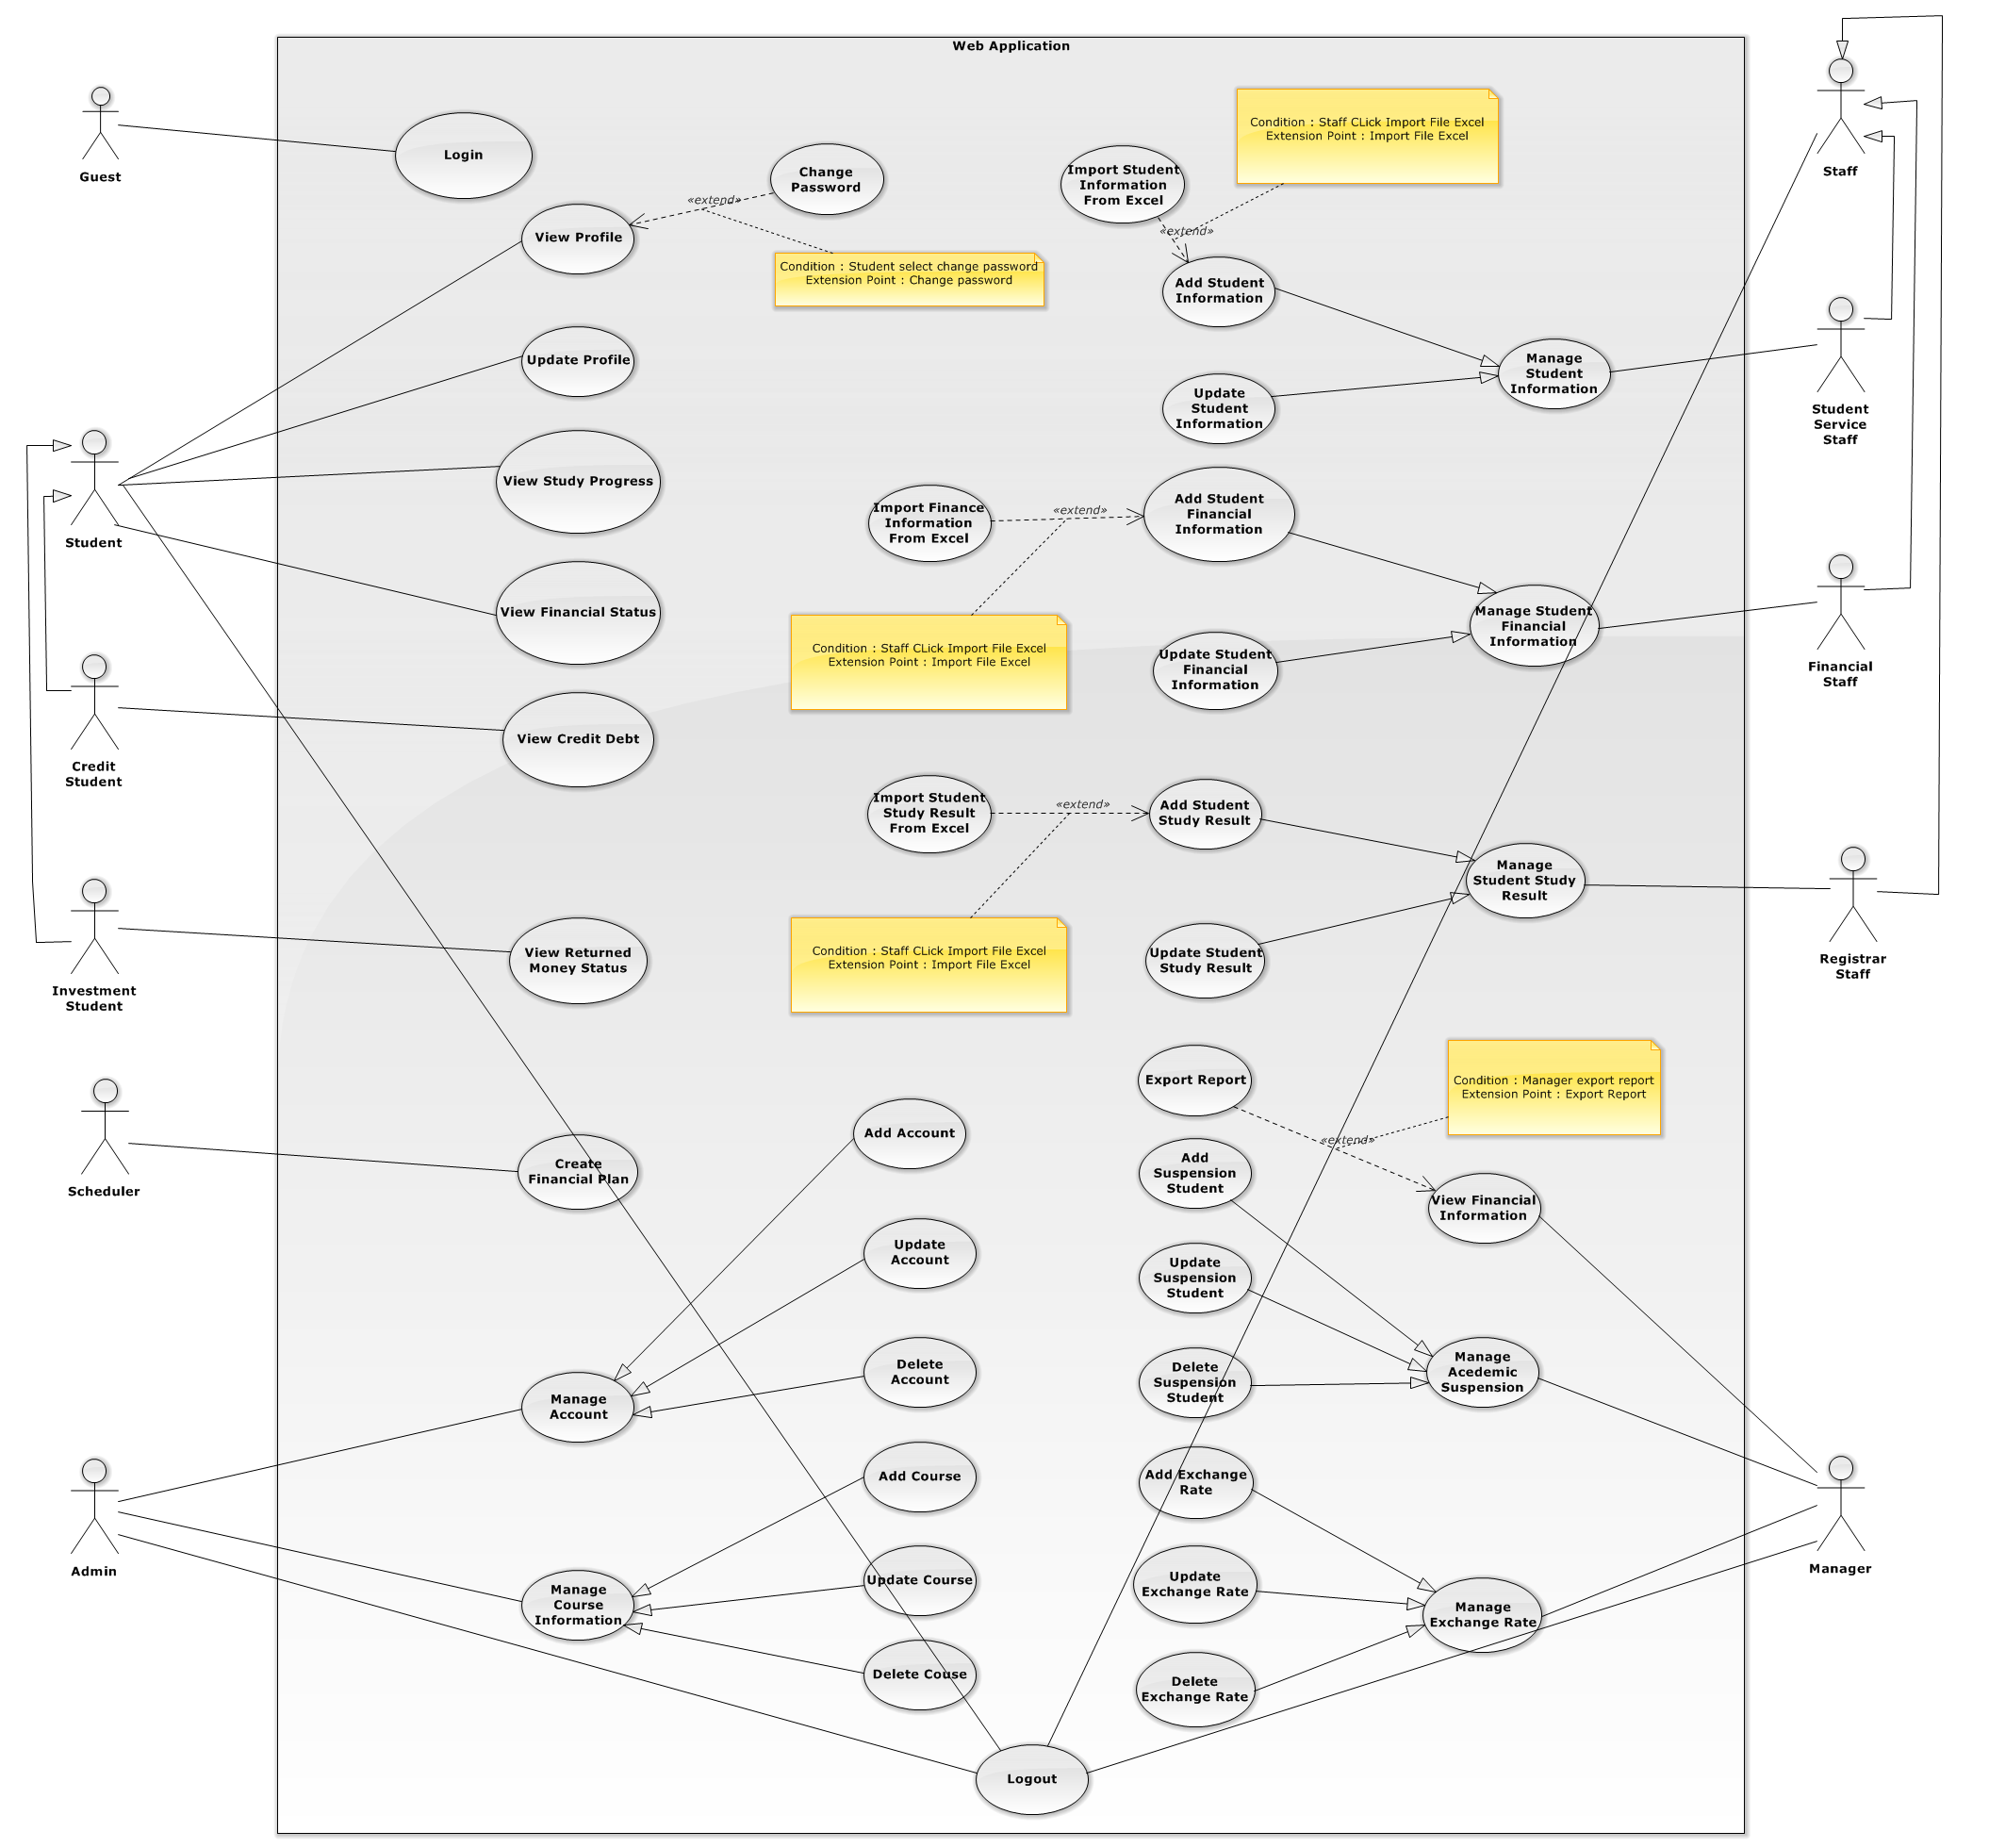 Web Application
Guest
Login
Change
Password
«extend»
View Profile
Condition : Student select change password
Extension Point : Change password
Condition : Staff CLick Import File Excel
Extension Point : Import File Excel
Import Student
Information
From Excel
«extend»
Add Student
Information
Staff
Update Profile
Manage
Student
Information
Update
Student
Information
Student
Service
Staff
Student
View Study Progress
Import Finance
Information
From Excel
«extend»
Add Student
Financial
Information
View Financial Status
Condition : Staff CLick Import File Excel
Extension Point : Import File Excel
Manage Student
Financial
Information
Update Student
Financial
Information
Financial
Staff
Credit
Student
View Credit Debt
Import Student
Study Result
From Excel
«extend»
Add Student
Study Result
Manage
Student Study
Result
Update Student
Study Result
Registrar
Staff
Investment
Student
View Returned
Money Status
Condition : Staff CLick Import File Excel
Extension Point : Import File Excel
Export Report
Condition : Manager export report
Extension Point : Export Report
«extend»
Scheduler
Create
Financial Plan
Add Account
Add
Suspension
Student
View Financial
Information
Update
Account
Update
Suspension
Student
Delete
Account
Delete
Suspension
Student
Manage
Acedemic
Suspension
Manage
Account
Add Course
Add Exchange
Rate
Admin
Manager
Manage
Course
Information
Update Course
Update
Exchange Rate
Manage
Exchange Rate
Delete Couse
Delete
Exchange Rate
Logout